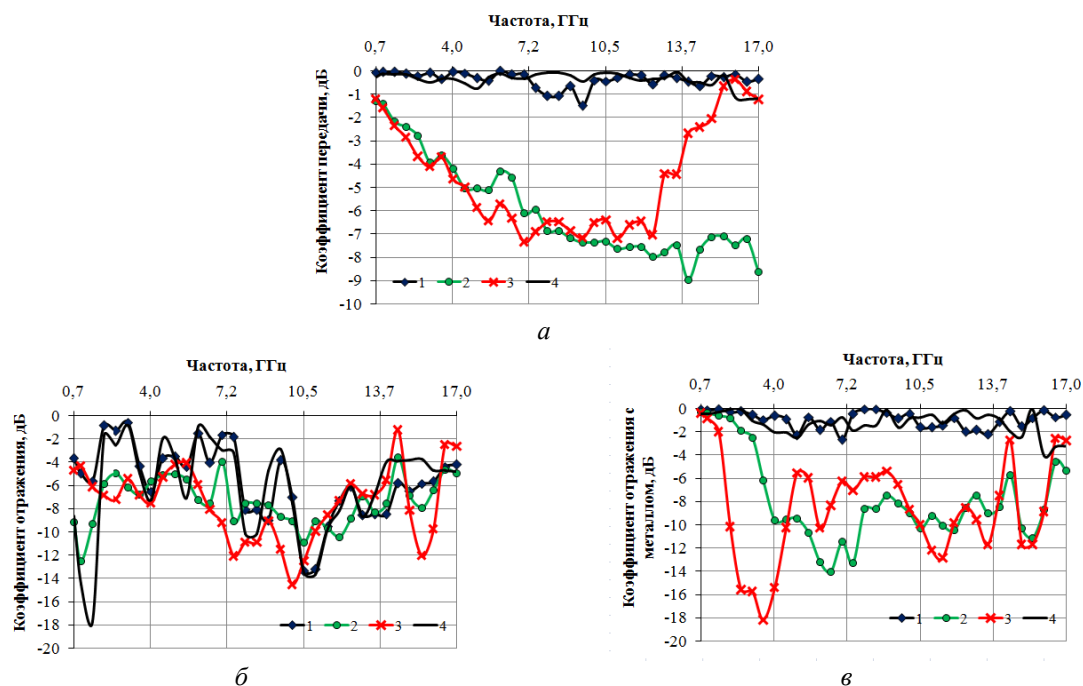 Частота, ГГц
0,7 4,0 7,2 10,5 13,7 17,0
Коэффициент передачи, дБ
0
-1
-2
-3
-4
-5
-6
-7
-8
-9
-10
1 2 3 4
а
Частота, ГГц
0,7 4,0 7,2 10,5 13,7 17,0
Коэффициент отражения, дБ
0
-2
-4
-6
-8
-10
-12
-14
-16
-18
-20
1 2 3 4
б
Частота, ГГц
0,7 4,0 7,2 10,5 13,7 17,0
Коэффициент отражения с
металлом, дБ
0
-2
-4
-6
-8
-10
-12
-14
-16
-18
-20
1 2 3 4
в